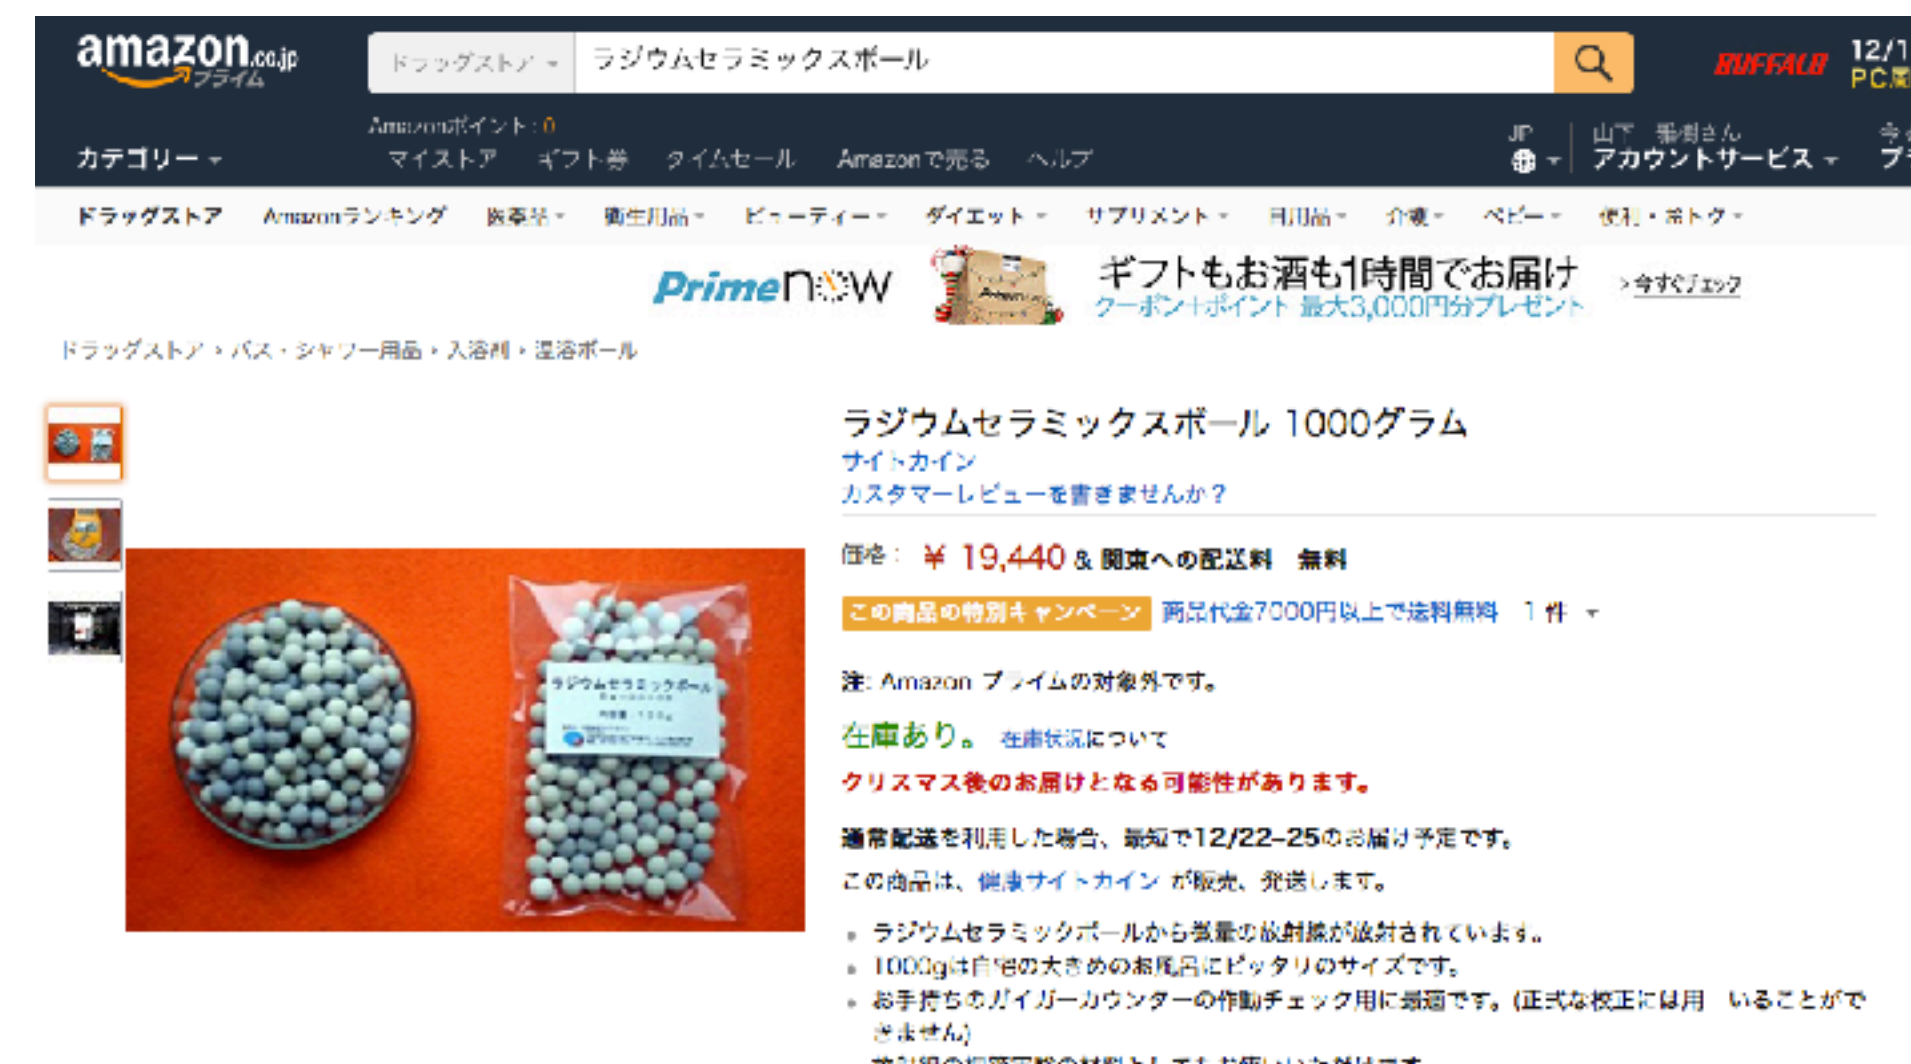 amazon.co.jp
プライム
ドラッグストア
ラジウムセラミックスボール
BUFFALO
12/1
PC周
Amazonポイント : 0
カテゴリー
マイストア ギフト券 タイムセール Amazonで売る ヘルプ
JP
山下 さん
アカウントサービス
今
プ
ドラッグストア Amazonランキング 医薬品 衛生用品 ビューティー ダイエット サプリメント 日用品 介護 ベビー 便利・おトク
PrimeNOW
ギフトもお酒も1時間でお届け
クーポン+ポイント 最大3,000円分プレゼント
> 今すぐチェック
ドラッグストア › バス・シャワー用品 › 入浴剤 › 温浴ボール
ラジウムセラミックスボール 1000グラム
サイトカイン
カスタマーレビューを書きませんか？
価格： ￥ 19,440 & 関東への配送料 無料
この商品の特別キャンペーン 商品代金7000円以上で送料無料 1 件
注: Amazon プライムの対象外です。
在庫あり。 在庫状況について
クリスマス後のお届けとなる可能性があります。
通常配送を利用した場合、最短で12/22-25のお届け予定です。
この商品は、健康サイトカイン が販売、発送します。
ラジウムセラミックボールから微量の放射線が放射されています。
1000gは自宅の大きめのお風呂にピッタリのサイズです。
お手持ちのガイガーカウンターの作動チェック用に最適です。(正式な校正には用 いることがで
きません)
ラジウムセラミックボール
内容量：100g